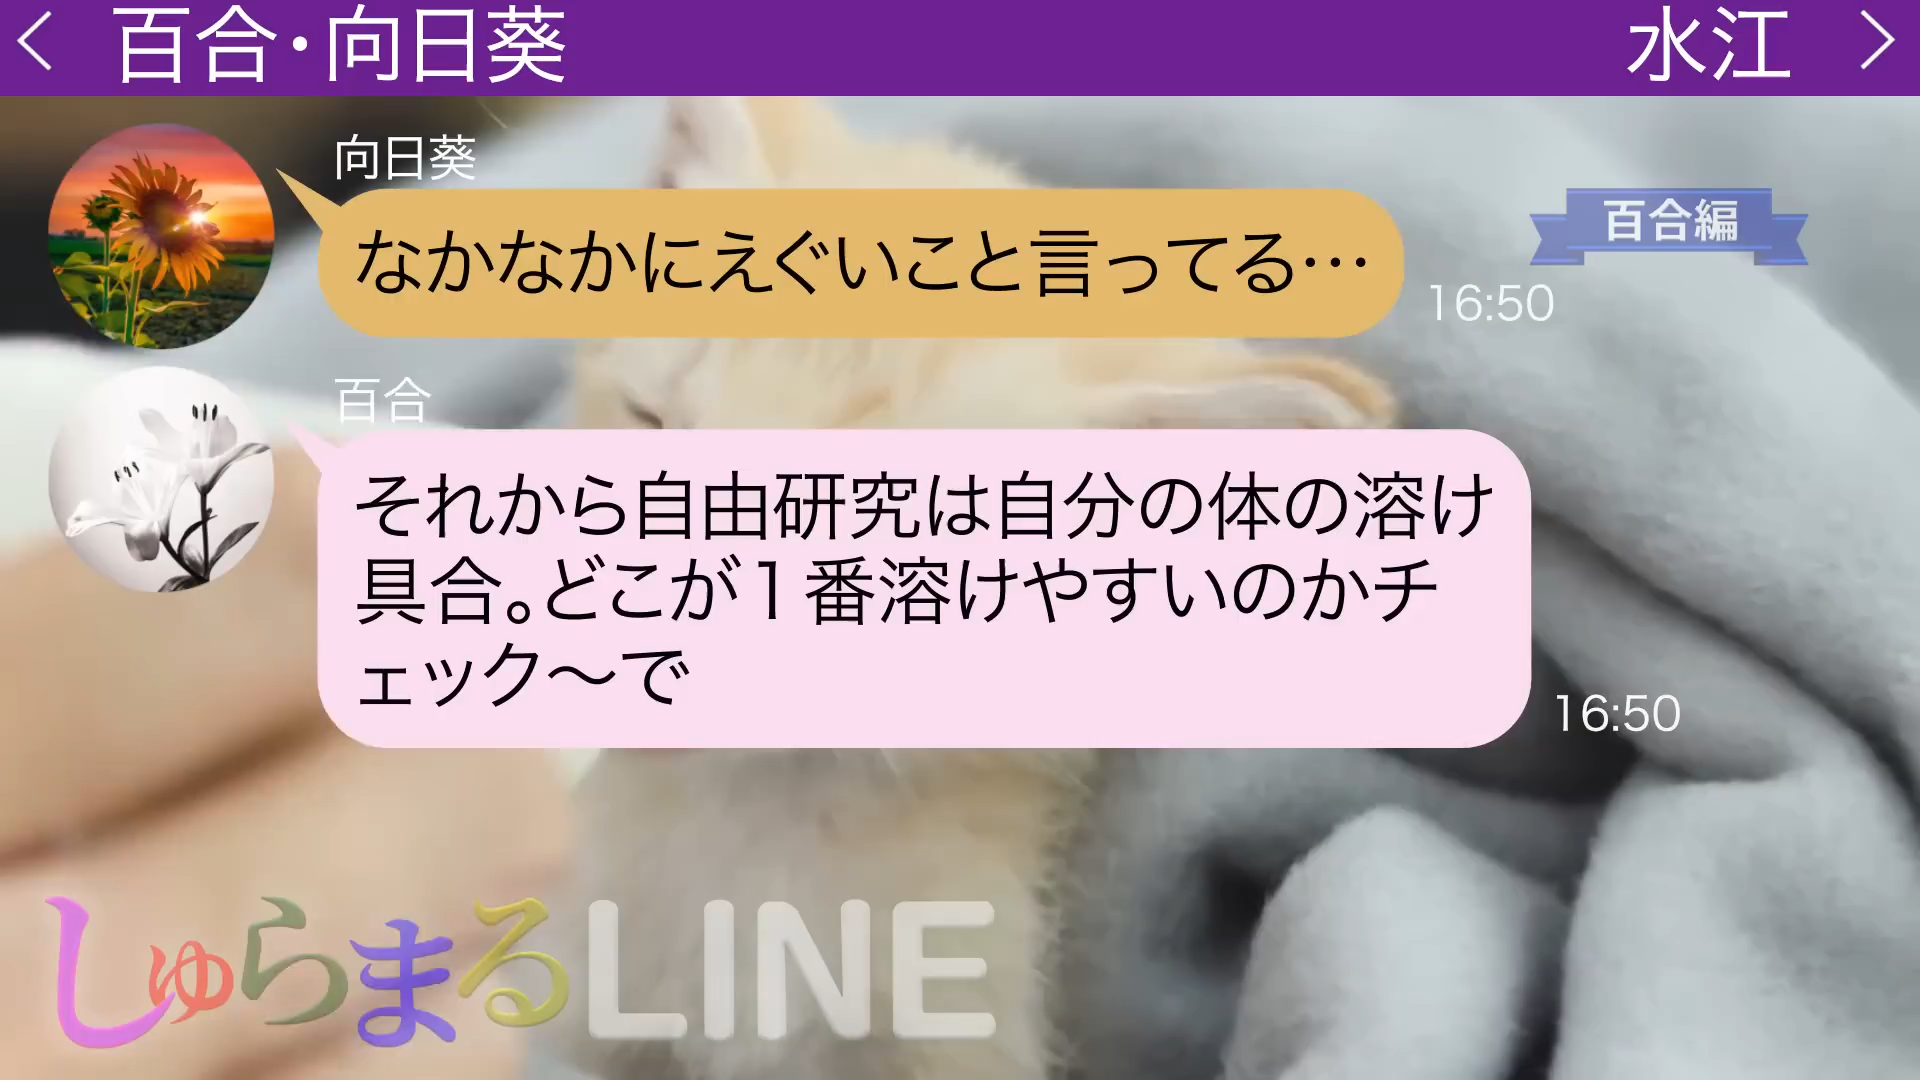 百合・向日葵
水江
向日葵
なかなかにえぐいこと言ってる…
百合編
16:50
百合
それから自由研究は自分の体の溶け
具合。どこが１番溶けやすいのかチ
ェック～で
16:50
しゅらまるLINE